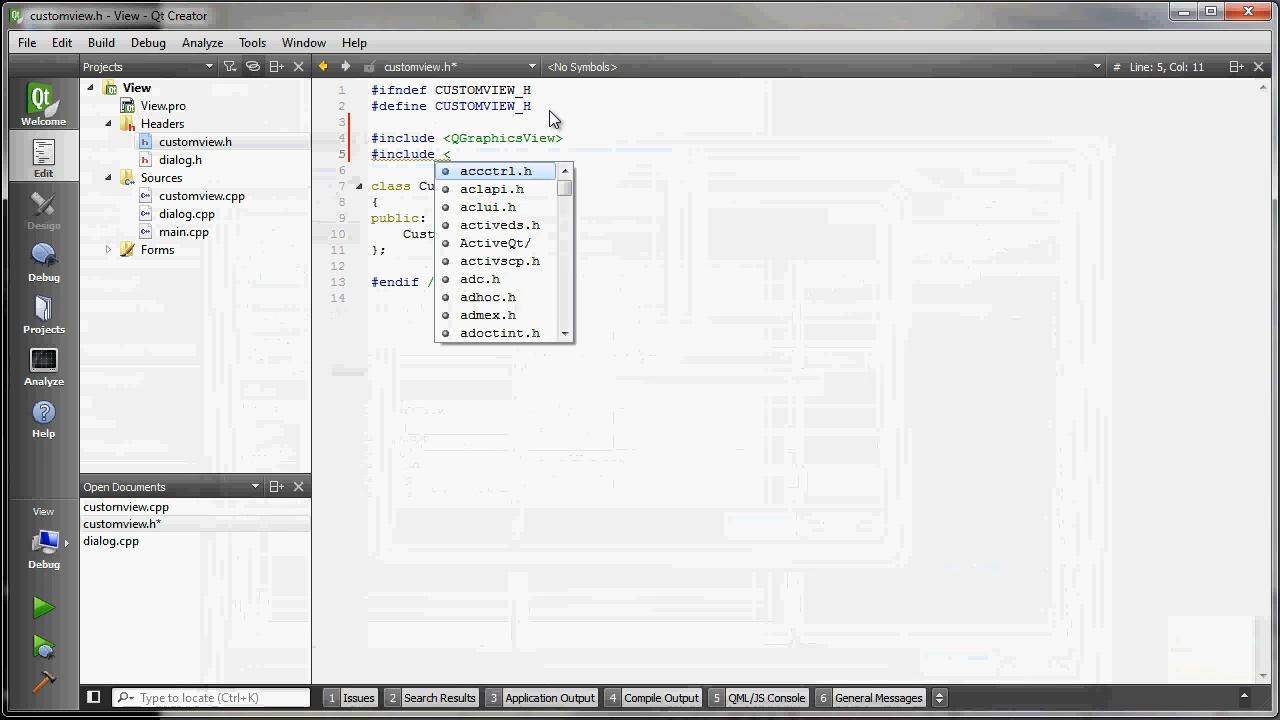 customview.h - View - Qt Creator
File Edit Build Debug Analyze Tools Window Help
Projects
customview.h*
<No Symbols>
# Line: 5, Col: 11
Qt
Welcome
Edit
Design
Debug
Projects
Analyze
Help
View
Debug
View
View.pro
Headers
customview.h
dialog.h
Sources
customview.cpp
dialog.cpp
main.cpp
Forms
Open Documents
customview.cpp
customview.h*
dialog.cpp
1 #ifndef CUSTOMVIEW_H
2 #define CUSTOMVIEW_H
3
4 #include <QGraphicsView>
5 #include <
6
7 class Cu
8 {
9 public:
10 Cust
11 };
12
13 #endif /
14
accctrl.h
aclapi.h
aclui.h
activeds.h
ActiveQt/
activscp.h
adc.h
adhoc.h
admex.h
adoctint.h
Type to locate (Ctrl+K)
1 Issues 2 Search Results 3 Application Output 4 Compile Output 5 QML/JS Console 6 General Messages